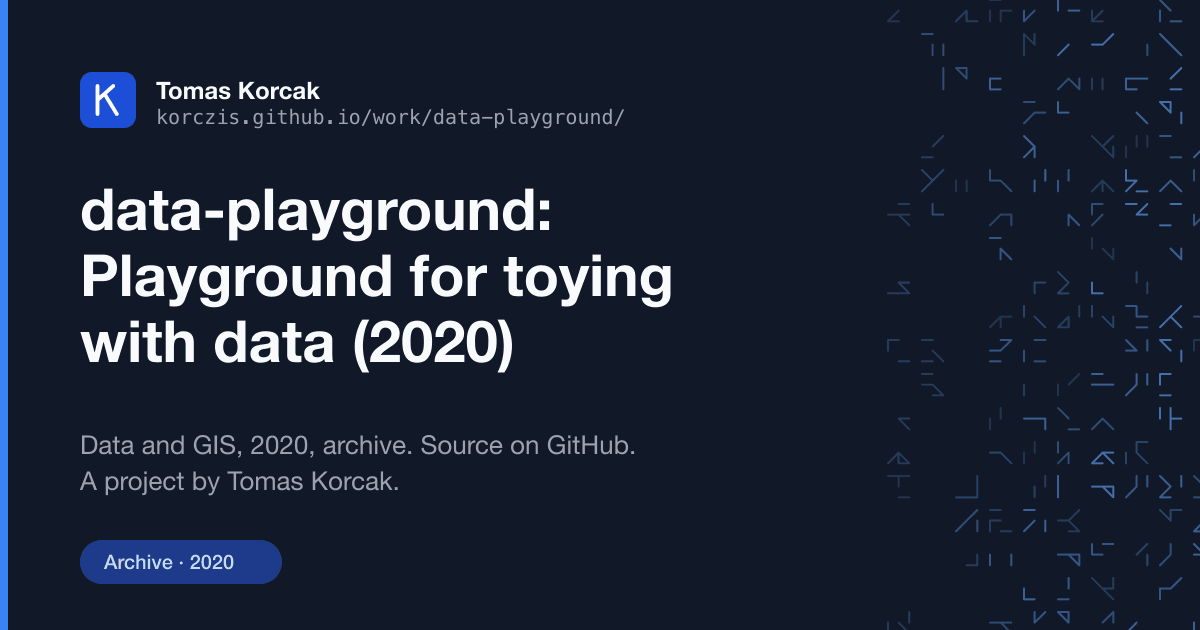 K
Tomas Korcak
korczis.github.io/work/data-playground/
data-playground:
Playground for toying
with data (2020)
Data and GIS, 2020, archive. Source on GitHub.
A project by Tomas Korcak.
Archive · 2020